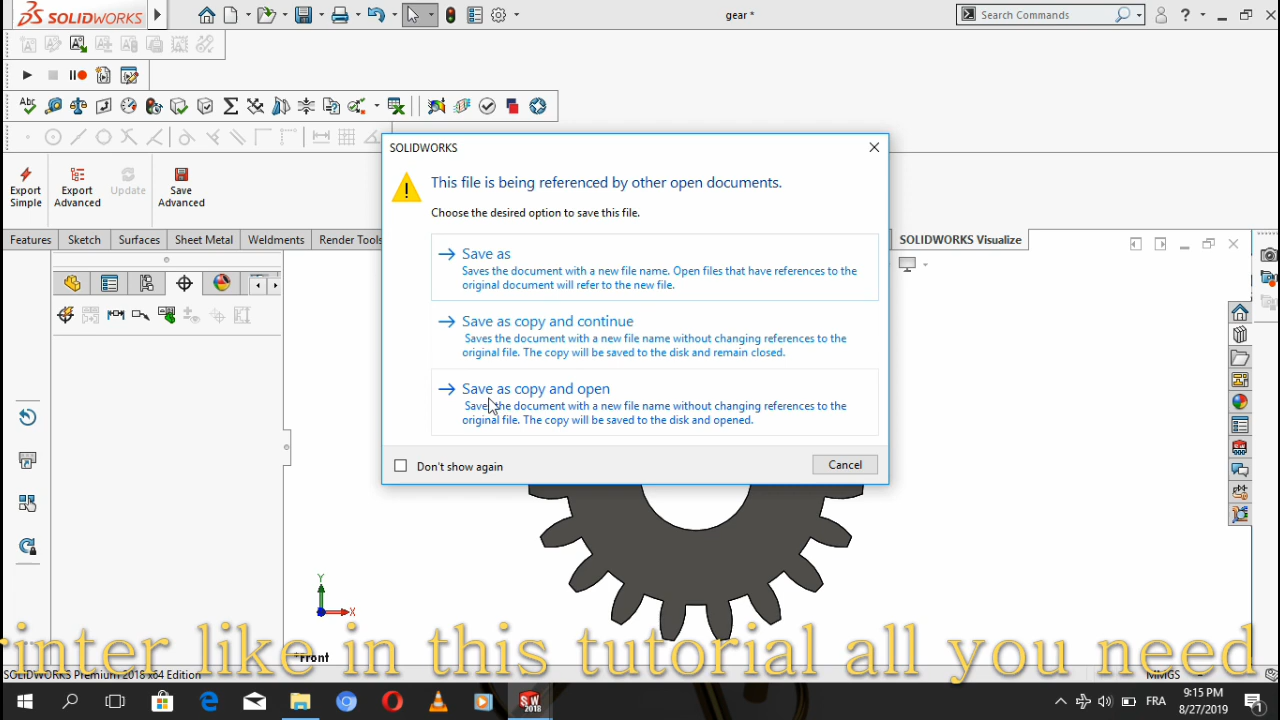 SOLIDWORKS
gear *
Search Commands
?
Abc
Export Simple
Export Advanced
Update
Save Advanced
Features
Sketch
Surfaces
Sheet Metal
Weldments
Render Tools
SOLIDWORKS Visualize
SOLIDWORKS
This file is being referenced by other open documents.
Choose the desired option to save this file.
Save as
Saves the document with a new file name. Open files that have references to the
original document will refer to the new file.
Save as copy and continue
Saves the document with a new file name without changing references to the
original file. The copy will be saved to the disk and remain closed.
Save as copy and open
Saves the document with a new file name without changing references to the
original file. The copy will be saved to the disk and opened.
Don't show again
Cancel
Y
X
*Front
rinter like in this tutorial all you need
SOLIDWORKS Premium 2018 x64 Edition
MMGS
SW
2018
FRA
9:15 PM
8/27/2019
1